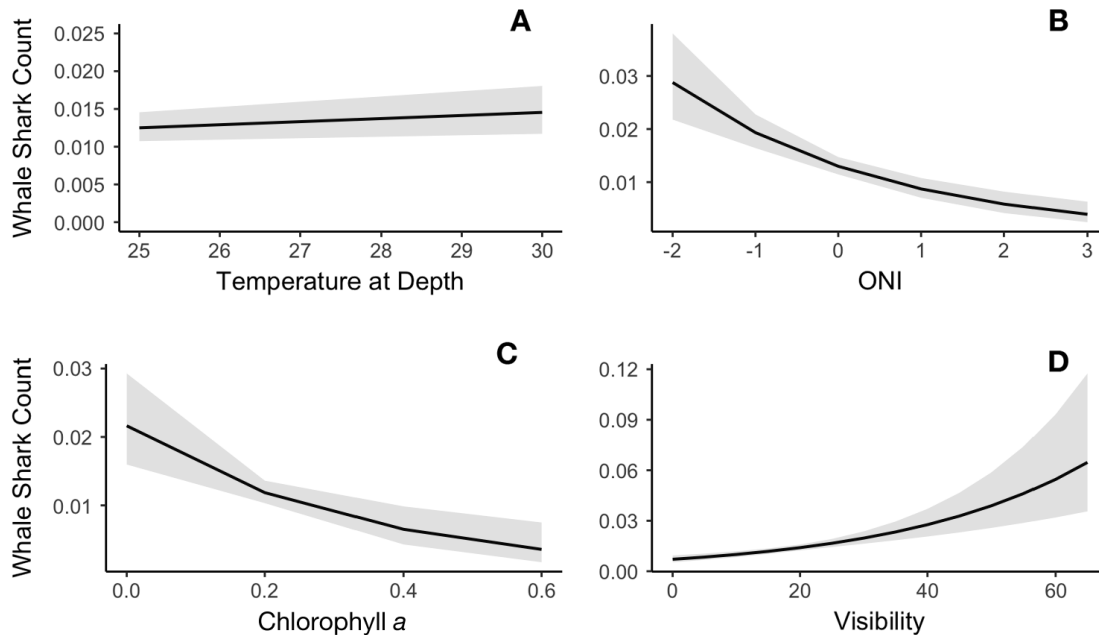 A
Whale Shark Count
0.025
0.020
0.015
0.010
0.005
0.000
25 26 27 28 29 30
Temperature at Depth
B
0.03
0.02
0.01
-2 -1 0 1 2 3
ONI
C
Whale Shark Count
0.03
0.02
0.01
0.0 0.2 0.4 0.6
Chlorophyll a
D
0.12
0.09
0.06
0.03
0.00
0 20 40 60
Visibility